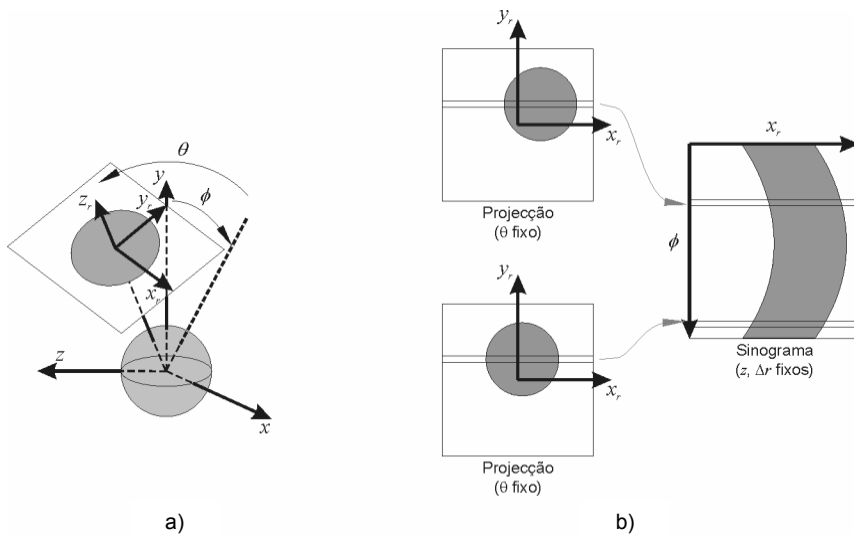 θ
y
ϕ
z_r
y_r
x_r
z
x
a)
y_r
x_r
Projecção
(θ fixo)
y_r
x_r
Projecção
(θ fixo)
x_r
ϕ
Sinograma
(z, Δr fixos)
b)